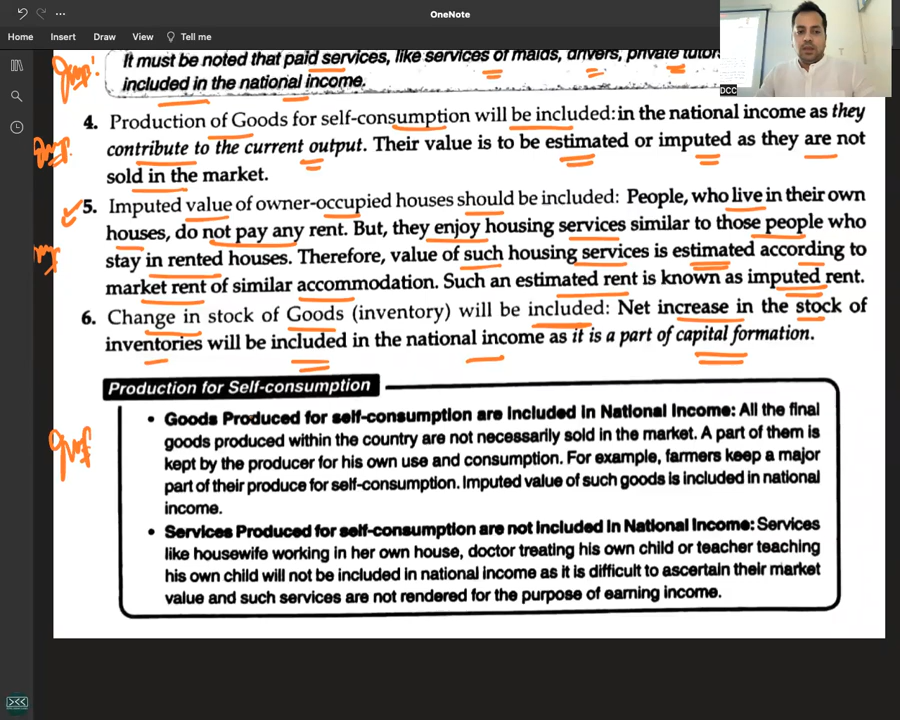 OneNote
Home Insert Draw View Tell me
It must be noted that paid services, like services of maids, drivers, private tutor
included in the national income.
4. Production of Goods for self-consumption will be included: in the national income as they
contribute to the current output. Their value is to be estimated or imputed as they are not
sold in the market.
5. Imputed value of owner-occupied houses should be included: People, who live in their own
houses, do not pay any rent. But, they enjoy housing services similar to those people who
stay in rented houses. Therefore, value of such housing services is estimated according to
market rent of similar accommodation. Such an estimated rent is known as imputed rent.
6. Change in stock of Goods (inventory) will be included: Net increase in the stock of
inventories will be included in the national income as it is a part of capital formation.
Production for Self-consumption
• Goods Produced for self-consumption are Included in National Income: All the final
goods produced within the country are not necessarily sold in the market. A part of them is
kept by the producer for his own use and consumption. For example, farmers keep a major
part of their produce for self-consumption. Imputed value of such goods is included in national
income.
• Services Produced for self-consumption are not Included in National Income: Services
like housewife working in her own house, doctor treating his own child or teacher teaching
his own child will not be included in national income as it is difficult to ascertain their market
value and such services are not rendered for the purpose of earning income.
DCC